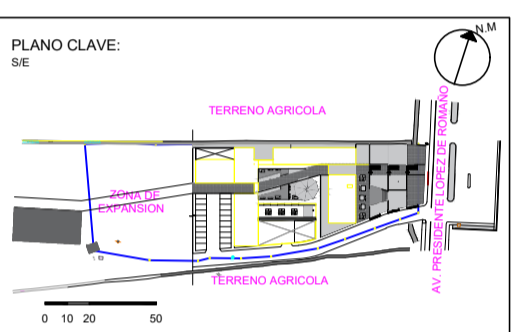 PLANO CLAVE:
S/E
N.M
TERRENO AGRICOLA
AV. PRESIDENTE LOPEZ DE ROMAÑO
ZONA DE
EXPANSION
TERRENO AGRICOLA
0 10 20 50